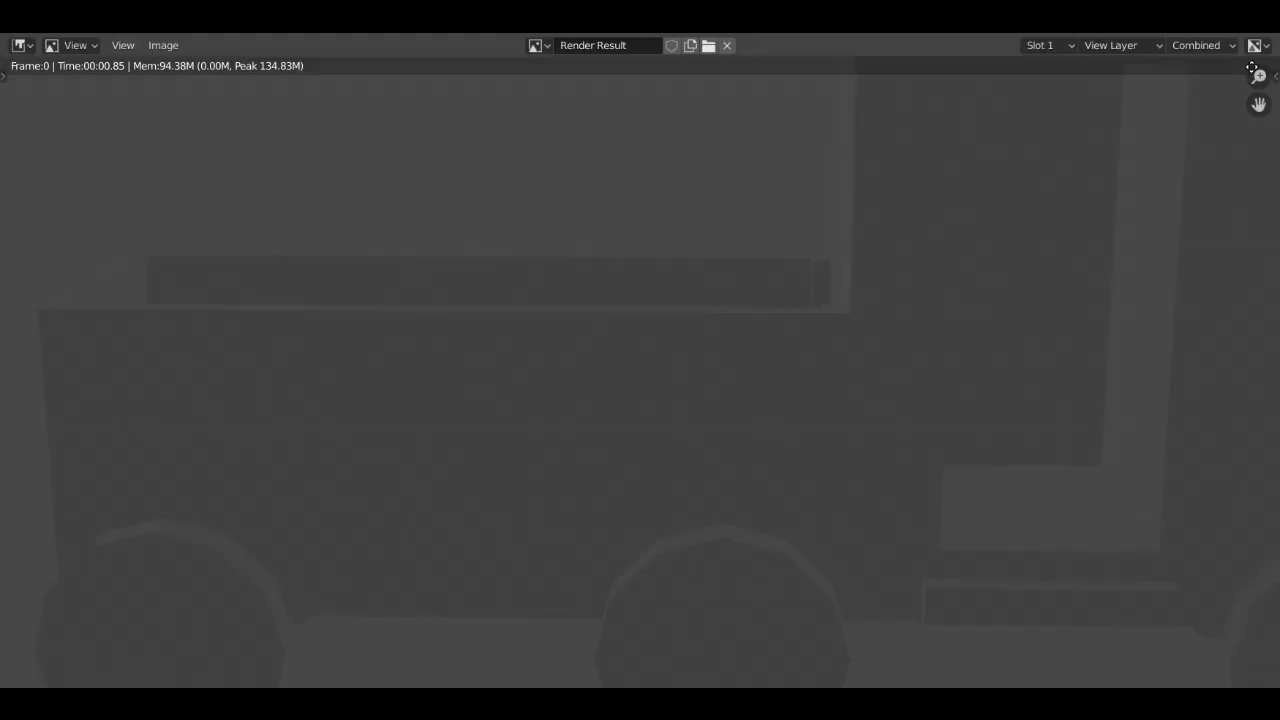 View View Image Render Result Slot 1 View Layer Combined
Frame:0 | Time:00:00.85 | Mem:94.38M (0.00M, Peak 134.83M)